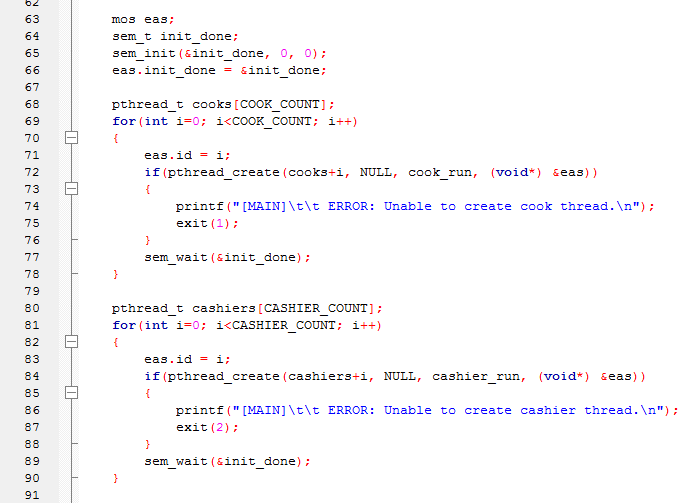 62
63 mos eas;
64 sem_t init_done;
65 sem_init(&init_done, 0, 0);
66 eas.init_done = &init_done;
67
68 pthread_t cooks[COOK_COUNT];
69 for(int i=0; i<COOK_COUNT; i++)
70 {
71 eas.id = i;
72 if(pthread_create(cooks+i, NULL, cook_run, (void*) &eas))
73 {
74 printf("[MAIN]\t\t ERROR: Unable to create cook thread.\n");
75 exit(1);
76 }
77 sem_wait(&init_done);
78 }
79
80 pthread_t cashiers[CASHIER_COUNT];
81 for(int i=0; i<CASHIER_COUNT; i++)
82 {
83 eas.id = i;
84 if(pthread_create(cashiers+i, NULL, cashier_run, (void*) &eas))
85 {
86 printf("[MAIN]\t\t ERROR: Unable to create cashier thread.\n");
87 exit(2);
88 }
89 sem_wait(&init_done);
90 }
91